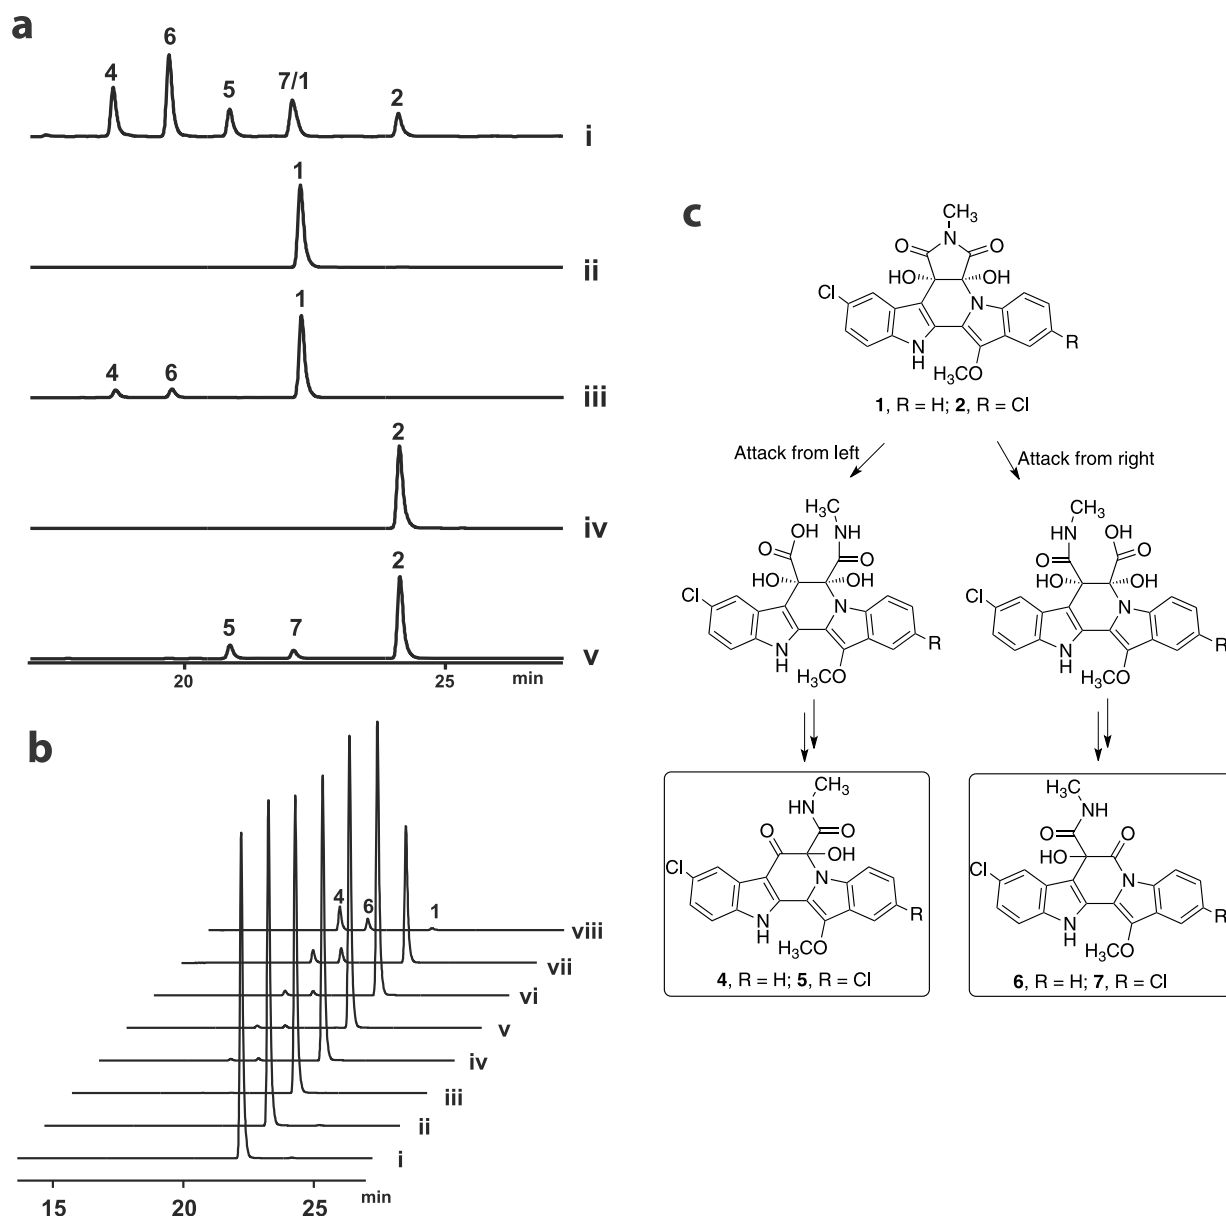 a
4
6
5
7/1
2
i
1
ii
4
6
1
iii
2
iv
5
7
2
v
20
25
min
b
4
6
1
viii
vii
vi
v
iv
iii
ii
i
15
20
25
min
c
CH3
N
O
O
HO
OH
Cl
N
N
H
R
H3CO
1, R = H; 2, R = Cl
Attack from left
Attack from right
H3C
OH
NH
O
O
HO
OH
Cl
N
N
H
R
H3CO
CH3
HN
OH
O
O
HO
OH
Cl
N
N
H
R
H3CO
CH3
HN
O
O
OH
Cl
N
N
H
R
H3CO
4, R = H; 5, R = Cl
H3C
NH
O
O
HO
Cl
N
N
H
R
H3CO
6, R = H; 7, R = Cl